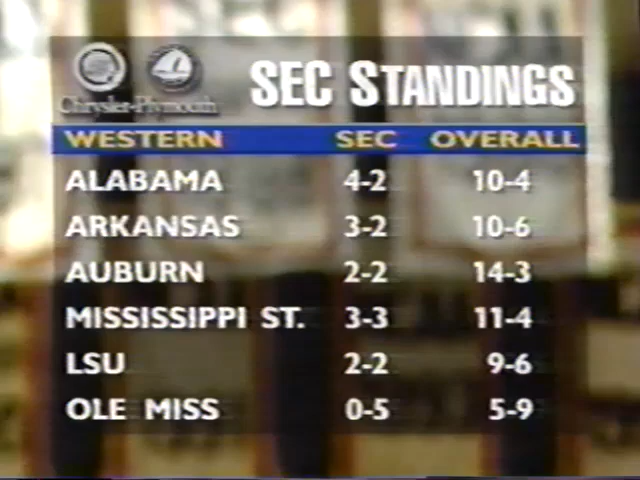 SEC STANDINGS
Chrysler-Plymouth
WESTERN SEC OVERALL
ALABAMA 4-2 10-4
ARKANSAS 3-2 10-6
AUBURN 2-2 14-3
MISSISSIPPI ST. 3-3 11-4
LSU 2-2 9-6
OLE MISS 0-5 5-9